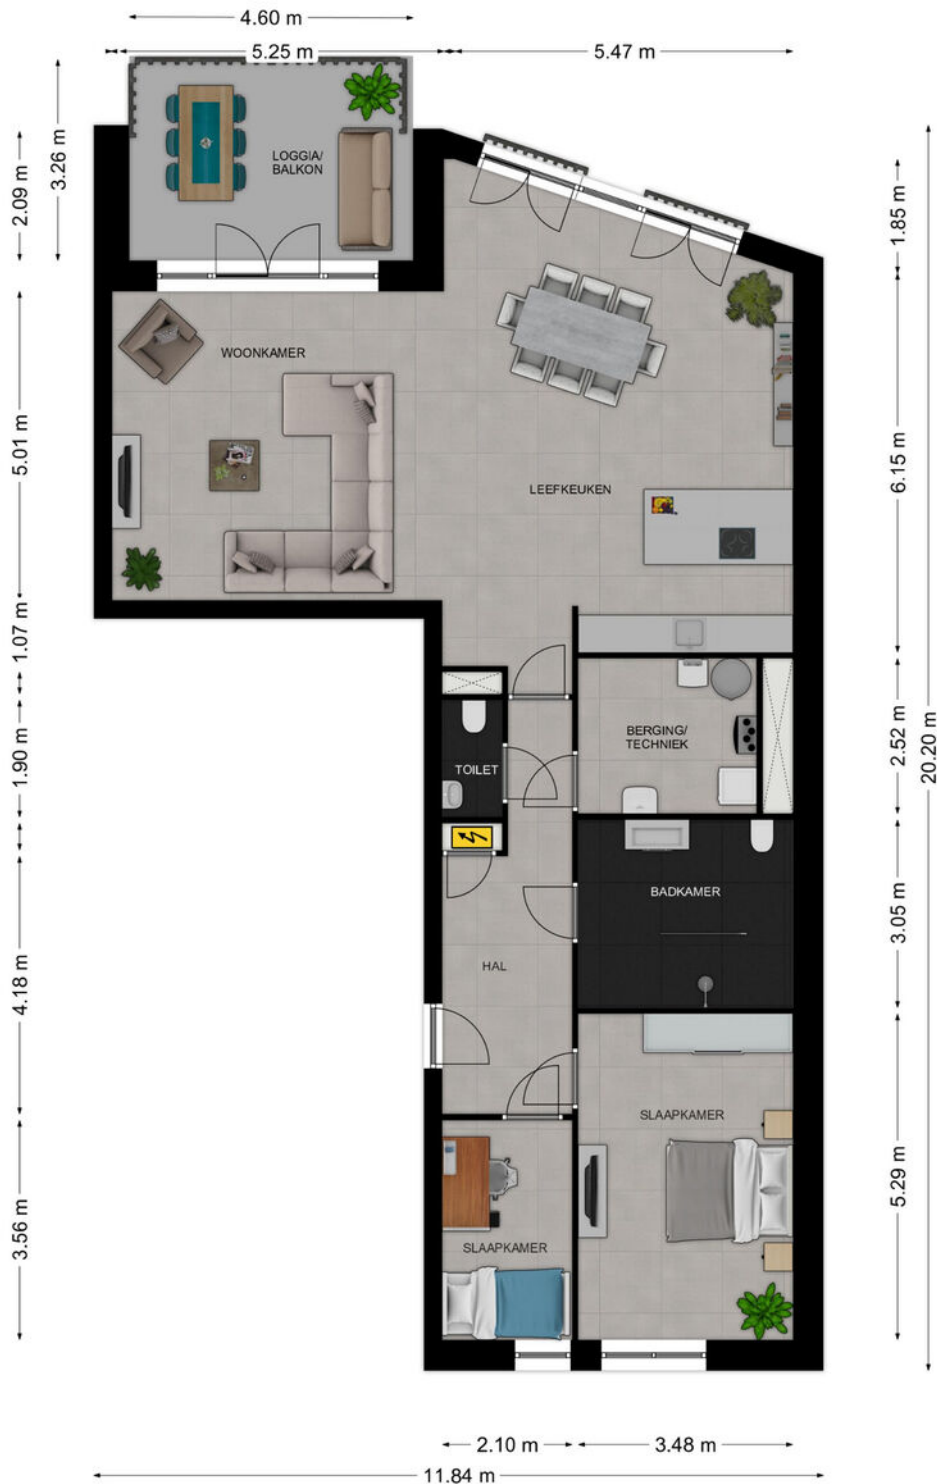 4.60 m
5.25 m
5.47 m
3.26 m
2.09 m
1.85 m
LOGGIA/
BALKON
WOONKAMER
5.01 m
6.15 m
LEEFKEUKEN
1.07 m
1.90 m
2.52 m
20.20 m
BERGING/
TECHNIEK
TOILET
BADKAMER
3.05 m
HAL
4.18 m
SLAAPKAMER
5.29 m
3.56 m
SLAAPKAMER
2.10 m
3.48 m
11.84 m